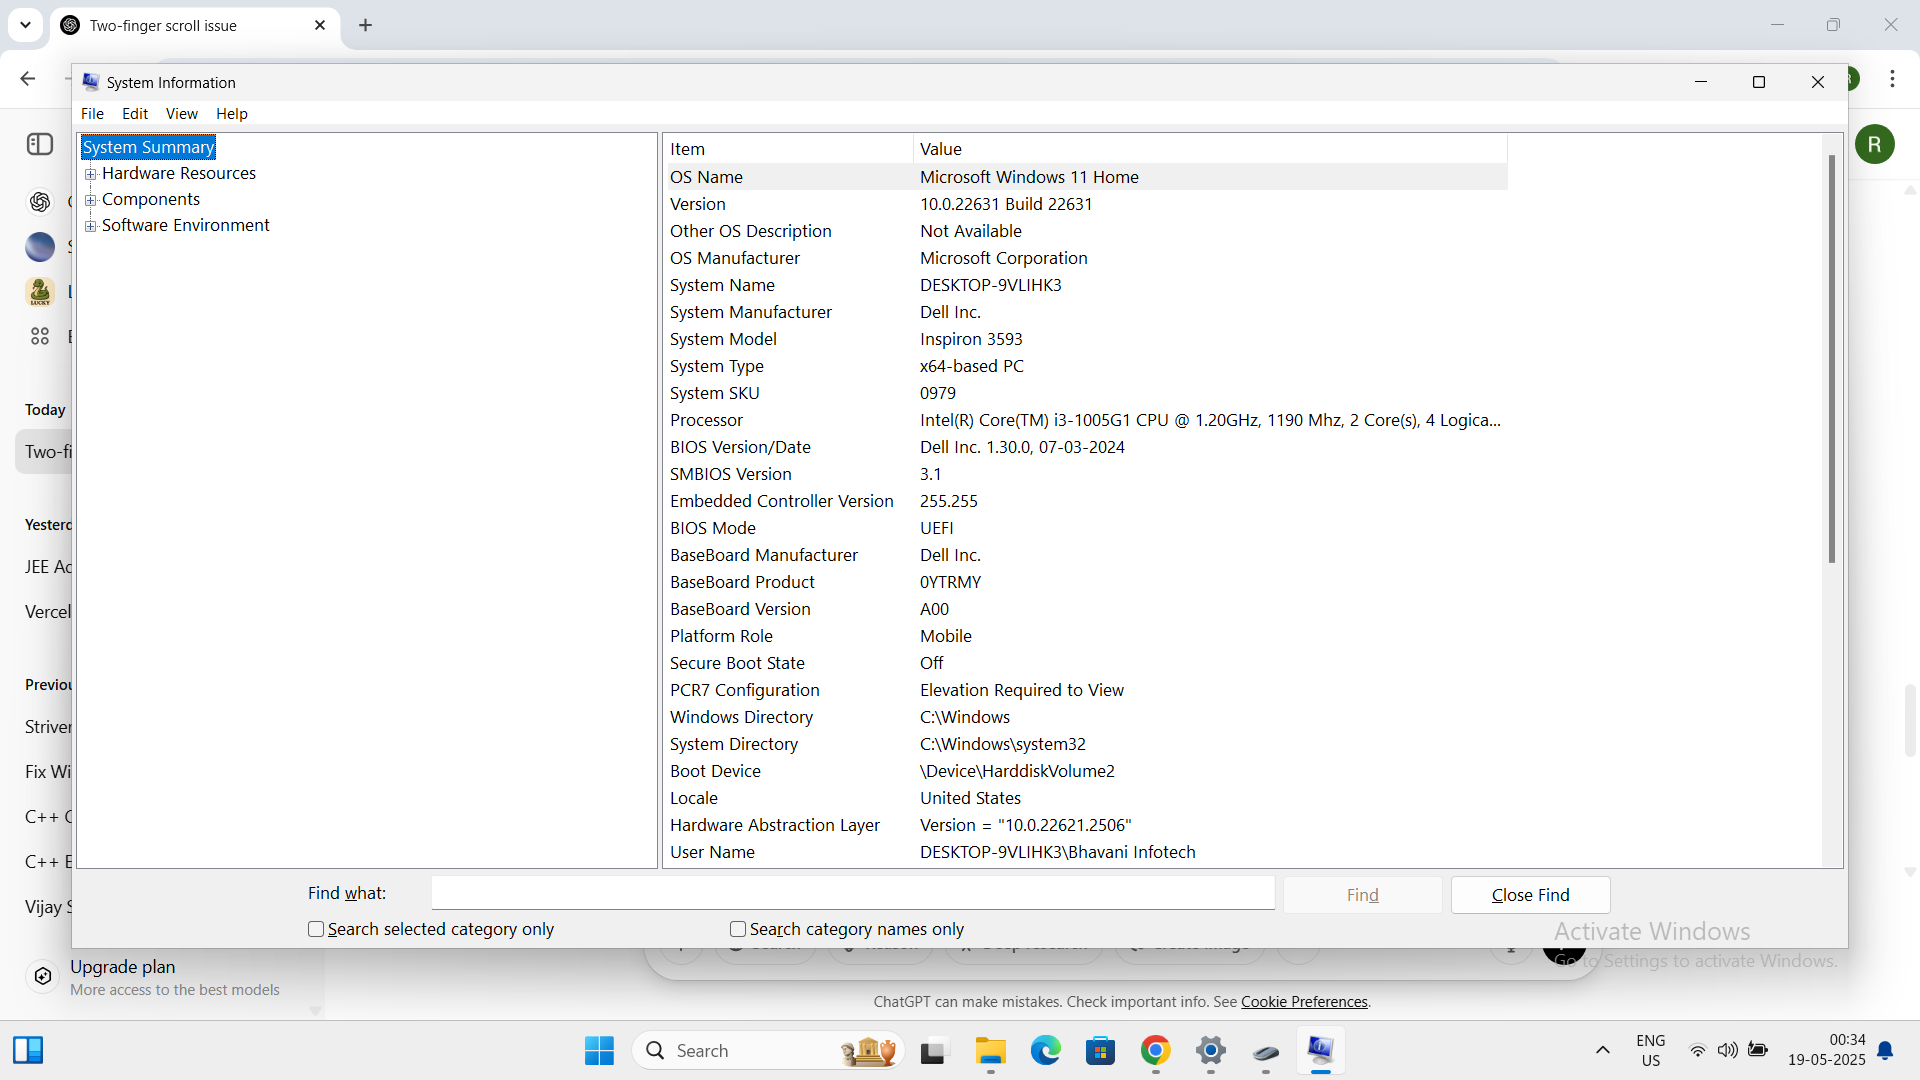 Two-finger scroll issue
System Information
File Edit View Help
System Summary
Hardware Resources
Components
Software Environment
Item Value
OS Name Microsoft Windows 11 Home
Version 10.0.22631 Build 22631
Other OS Description Not Available
OS Manufacturer Microsoft Corporation
System Name DESKTOP-9VLIHK3
System Manufacturer Dell Inc.
System Model Inspiron 3593
System Type x64-based PC
System SKU 0979
Processor Intel(R) Core(TM) i3-1005G1 CPU @ 1.20GHz, 1190 Mhz, 2 Core(s), 4 Logica...
BIOS Version/Date Dell Inc. 1.30.0, 07-03-2024
SMBIOS Version 3.1
Embedded Controller Version 255.255
BIOS Mode UEFI
BaseBoard Manufacturer Dell Inc.
BaseBoard Product 0YTRMY
BaseBoard Version A00
Platform Role Mobile
Secure Boot State Off
PCR7 Configuration Elevation Required to View
Windows Directory C:\Windows
System Directory C:\Windows\system32
Boot Device \Device\HarddiskVolume2
Locale United States
Hardware Abstraction Layer Version = "10.0.22621.2506"
User Name DESKTOP-9VLIHK3\Bhavani Infotech
Find what: Find Close Find
Search selected category only Search category names only
R
LUCKY
Today
Two-fi
Yesterd
JEE Ad
Vercel
Previou
Striver
Fix Wi
C++ C
C++ E
Vijay S
Upgrade plan
More access to the best models
Activate Windows
Go to Settings to activate Windows.
ChatGPT can make mistakes. Check important info. See Cookie Preferences.
Search
ENG
US
00:34
19-05-2025